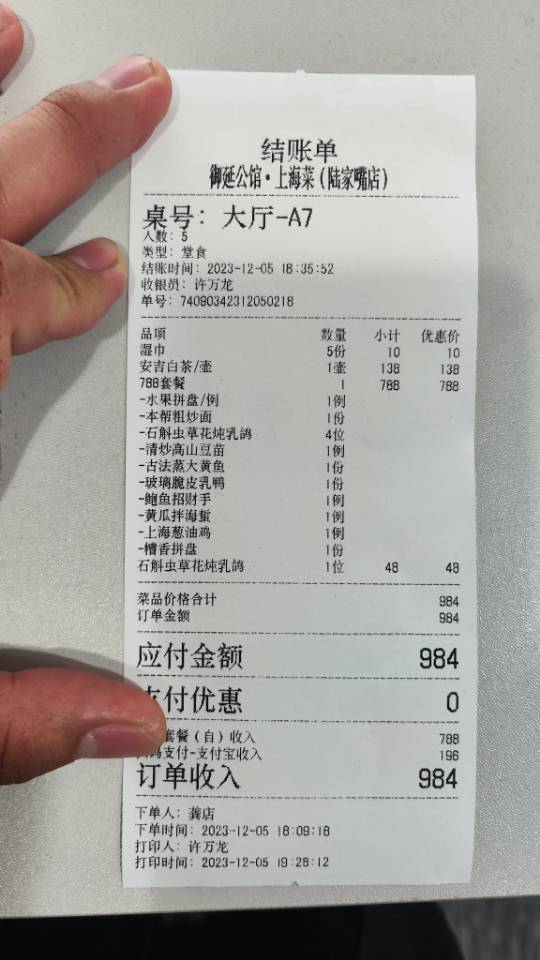 结账单
御延公馆·上海菜(陆家嘴店)
桌号: 大厅-A7
人数: 5
类型: 堂食
结账时间: 2023-12-05 18:35:52
收银员: 许万龙
单号: 74090342312050218
品项 数量 小计 优惠价
湿巾 5份 10 10
安吉白茶/壶 1壶 138 138
788套餐 1 788 788
-水果拼盘/例 1例
-本帮粗炒面 1份
-石斛虫草花炖乳鸽 4位
-清炒高山豆苗 1例
-古法蒸大黄鱼 1份
-玻璃脆皮乳鸭 1份
-鲍鱼招财手 1例
-黄瓜拌海蜇 1例
-上海葱油鸡 1例
-糟香拼盘 1份
石斛虫草花炖乳鸽 1位 48 48
菜品价格合计 984
订单金额 984
应付金额 984
支付优惠 0
套餐(自)收入 788
支付-支付宝收入 196
订单收入 984
下单人: 龚店
下单时间: 2023-12-05 18:09:18
打印人: 许万龙
打印时间: 2023-12-05 19:28:12